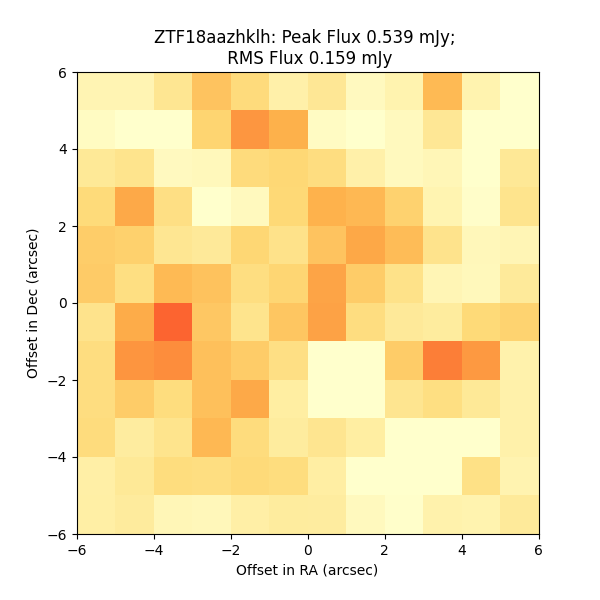 ZTF18aazhklh: Peak Flux 0.539 mJy;
RMS Flux 0.159 mJy
6
4
2
0
−2
−4
−6
Offset in Dec (arcsec)
−6 −4 −2 0 2 4 6
Offset in RA (arcsec)